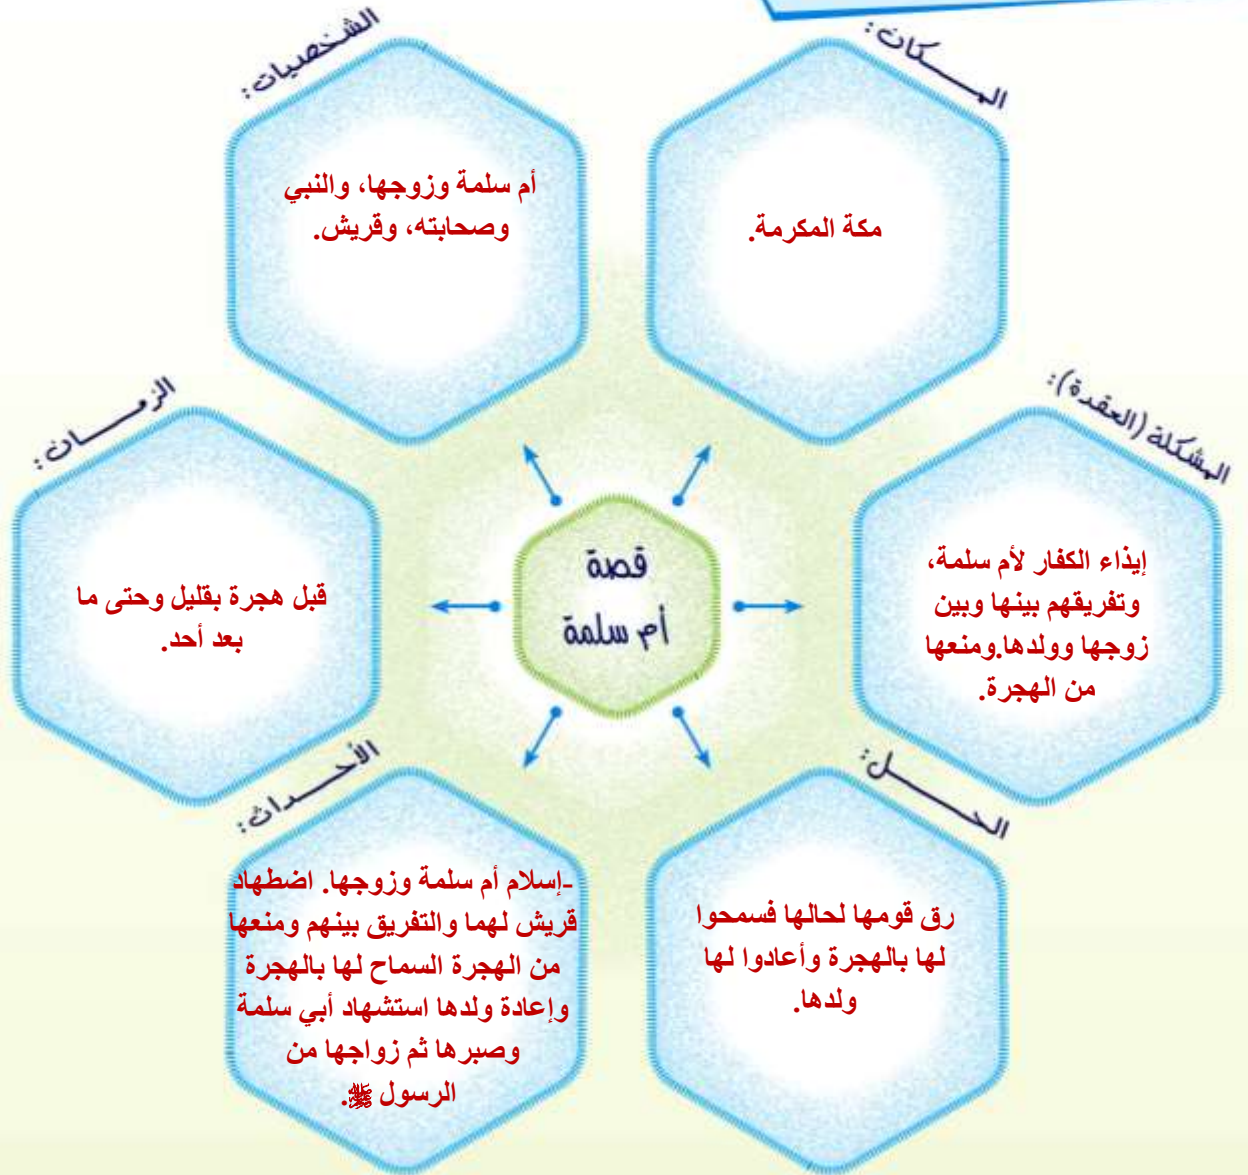 المكان:
مكة المكرمة.
الشخصيات:
أم سلمة وزوجها، والنبي
وصحابته، وقريش.
المشكلة (العقدة):
إيذاء الكفار لأم سلمة،
وتفريقهم بينها وبين
زوجها وولدها.ومنعها
من الهجرة.
قصة
أم سلمة
الزمان:
قبل هجرة بقليل وحتى ما
بعد أحد.
الحل:
رق قومها لحالها فسمحوا
لها بالهجرة وأعادوا لها
ولدها.
الأحداث:
-إسلام أم سلمة وزوجها. اضطهاد
قريش لهما والتفريق بينهم ومنعها
من الهجرة السماح لها بالهجرة
وإعادة ولدها استشهاد أبي سلمة
وصبرها ثم زواجها من
الرسول ﷺ.